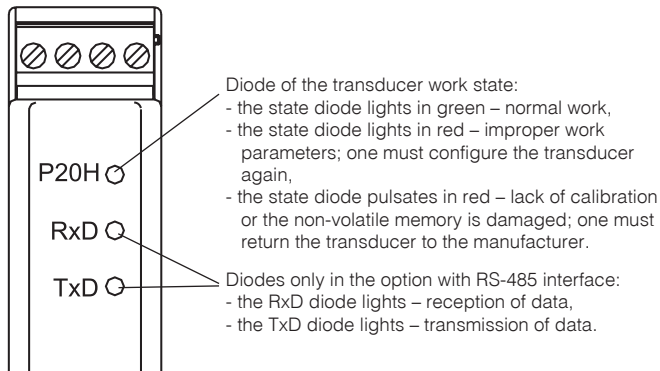 Diode of the transducer work state:
- the state diode lights in green – normal work,
- the state diode lights in red – improper work
parameters; one must configure the transducer
again,
- the state diode pulsates in red – lack of calibration
or the non-volatile memory is damaged; one must
return the transducer to the manufacturer.
P20H
RxD
TxD
Diodes only in the option with RS-485 interface:
- the RxD diode lights – reception of data,
- the TxD diode lights – transmission of data.